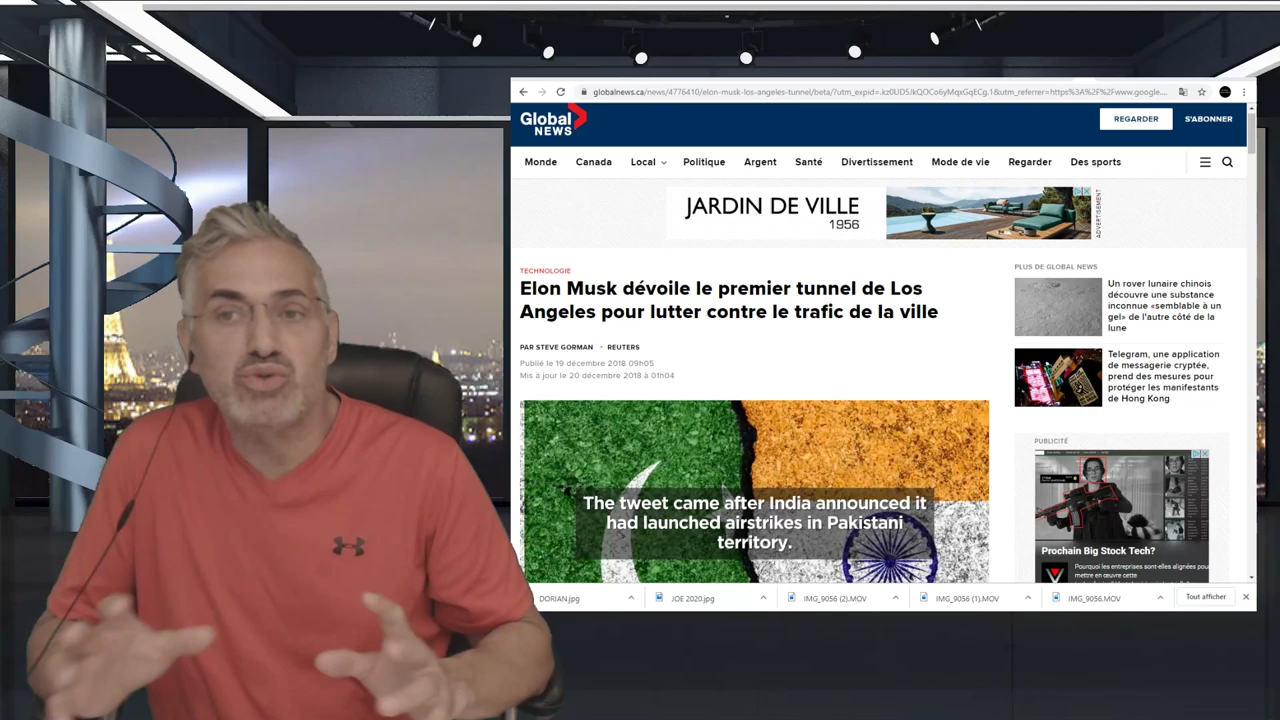 globalnews.ca/news/4776410/elon-musk-los-angeles-tunnel/beta/?utm_expid=.kz0UD5JkQOCo6yMqxGqECg.1&utm_referrer=https%3A%2F%2Fwww.google....
Global
NEWS
REGARDER
S'ABONNER
Monde
Canada
Local
Politique
Argent
Santé
Divertissement
Mode de vie
Regarder
Des sports
JARDIN DE VILLE
1956
ADVERTISEMENT
TECHNOLOGIE
Elon Musk dévoile le premier tunnel de Los
Angeles pour lutter contre le trafic de la ville
PAR STEVE GORMAN - REUTERS
Publié le 19 décembre 2018 09h05
Mis à jour le 20 décembre 2018 à 01h04
The tweet came after India announced it
had launched airstrikes in Pakistani
territory.
PLUS DE GLOBAL NEWS
Un rover lunaire chinois
découvre une substance
inconnue «semblable à un
gel» de l'autre côté de la
lune
Telegram, une application
de messagerie cryptée,
prend des mesures pour
protéger les manifestants
de Hong Kong
PUBLICITÉ
Prochain Big Stock Tech?
Pourquoi les entreprises sont-elles alignées pour
mettre en œuvre cette
DORIAN.jpg
JOE 2020.jpg
IMG_9056 (2).MOV
IMG_9056 (1).MOV
IMG_9056.MOV
Tout afficher